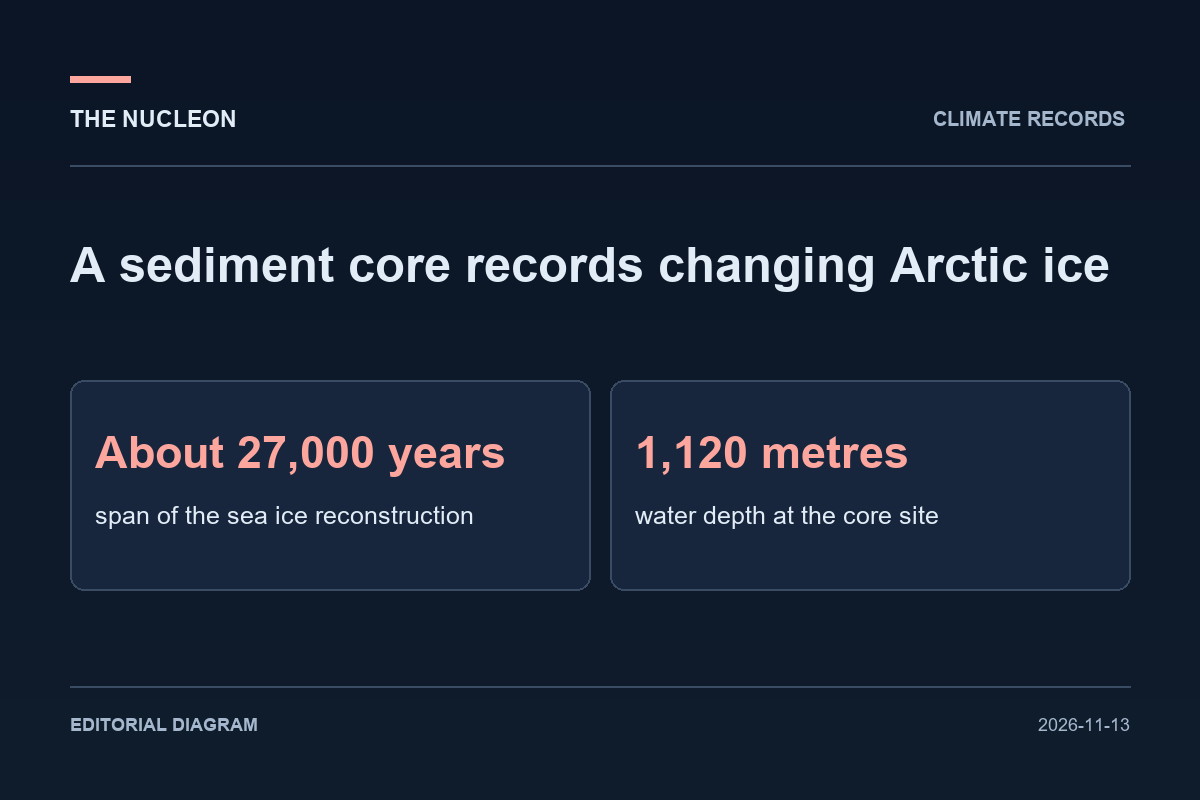 THE NUCLEON
CLIMATE RECORDS
A sediment core records changing Arctic ice
About 27,000 years
span of the sea ice reconstruction
1,120 metres
water depth at the core site
EDITORIAL DIAGRAM
2026-11-13